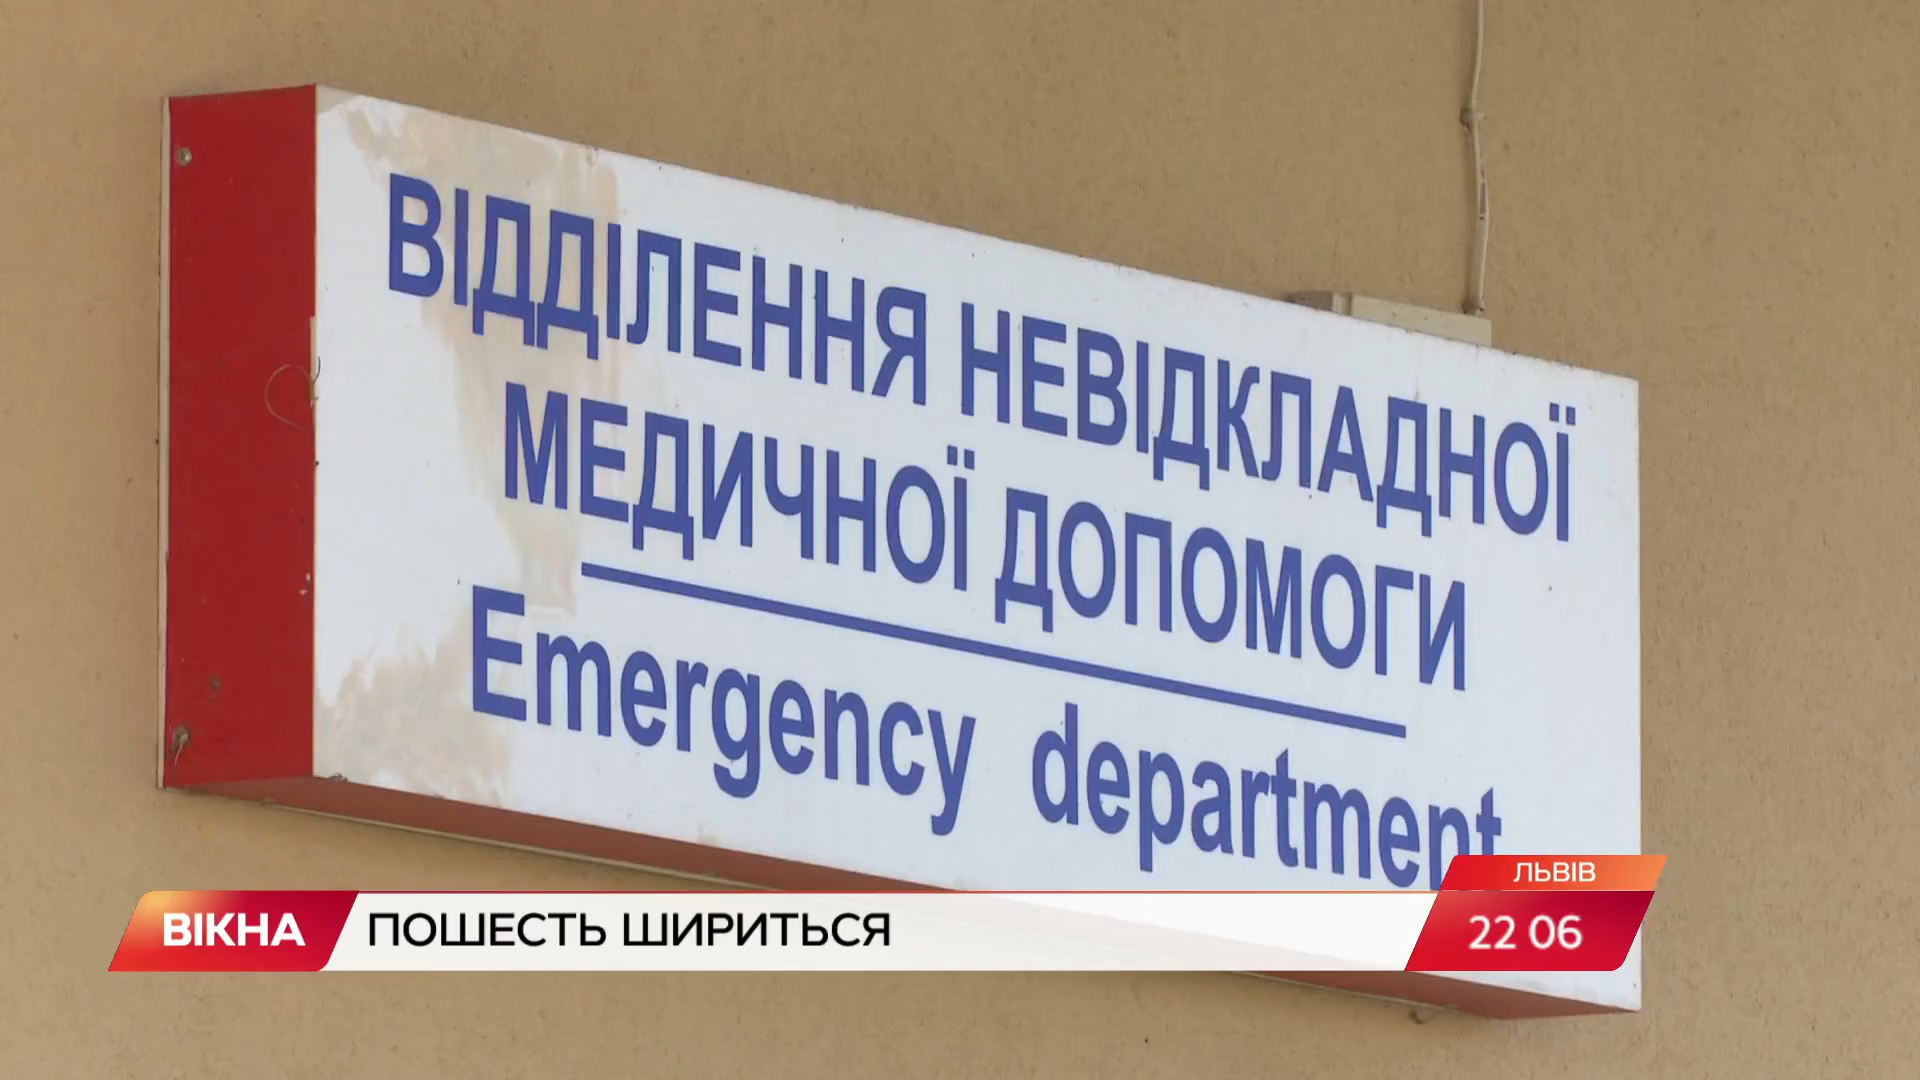 ВІДДІЛЕННЯ НЕВІДКЛАДНОЇ
МЕДИЧНОЇ ДОПОМОГИ
Emergency department
ЛЬВІВ
ВІКНА ПОШЕСТЬ ШИРИТЬСЯ 22 06